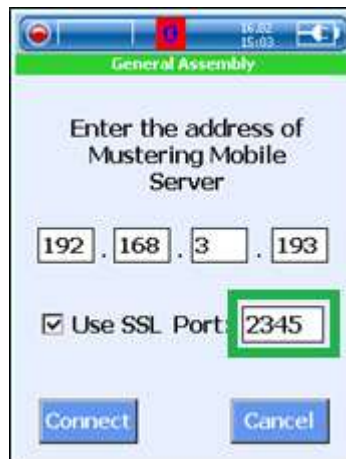 16.02
15:03
General Assembly
Enter the address of
Mustering Mobile
Server
192 . 168 . 3 . 193
Use SSL Port: 2345
Connect Cancel